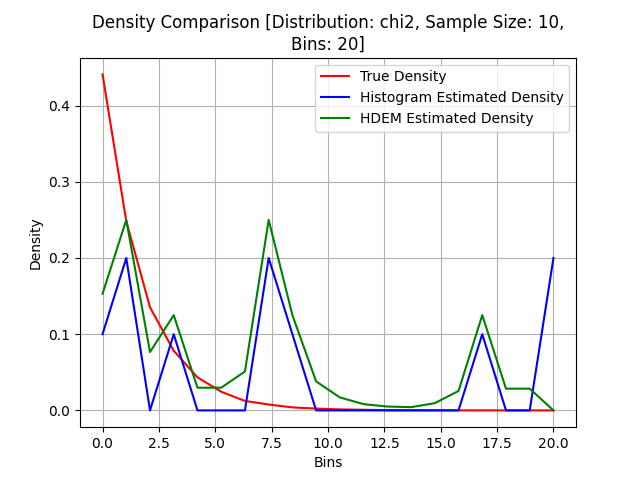 Density Comparison [Distribution: chi2, Sample Size: 10,
Bins: 20]
True Density
Histogram Estimated Density
HDEM Estimated Density
Density
0.4
0.3
0.2
0.1
0.0
0.0 2.5 5.0 7.5 10.0 12.5 15.0 17.5 20.0
Bins